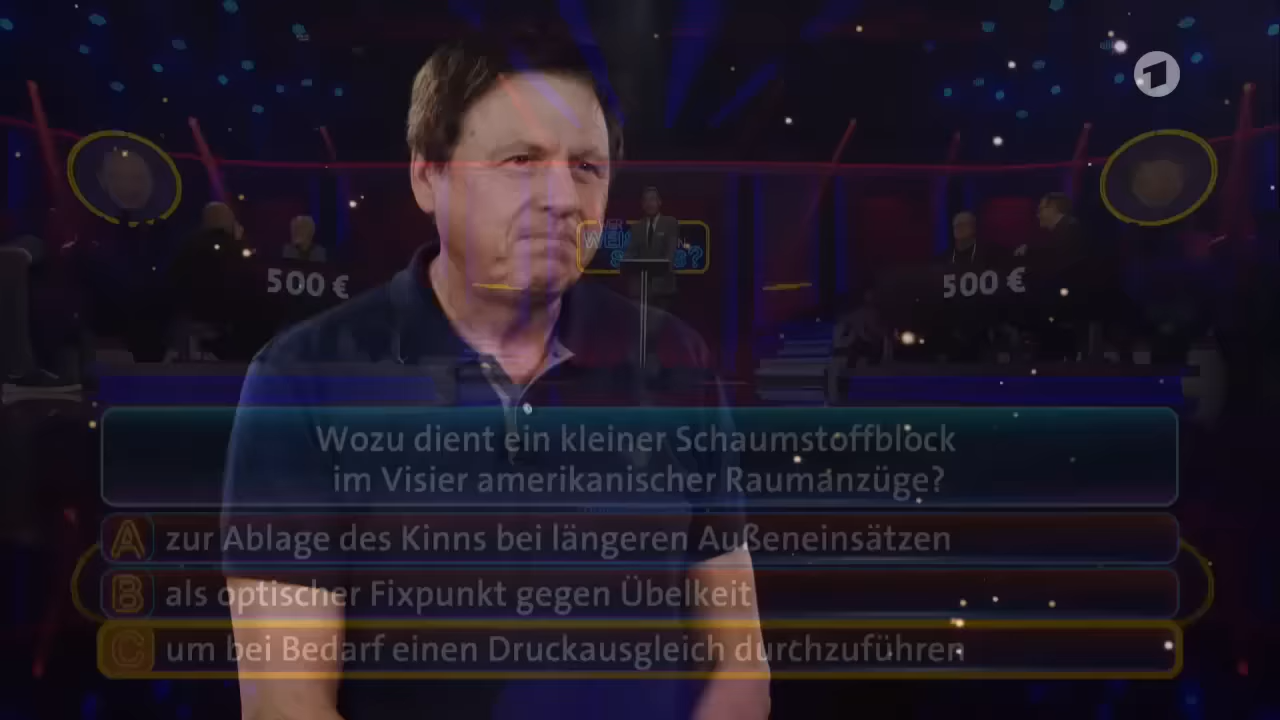 500 €
500 €
Wozu dient ein kleiner Schaumstoffblock
im Visier amerikanischer Raumanzüge?
A zur Ablage des Kinns bei längeren Außeneinsätzen
B als optischer Fixpunkt gegen Übelkeit
C um bei Bedarf einen Druckausgleich durchzuführen